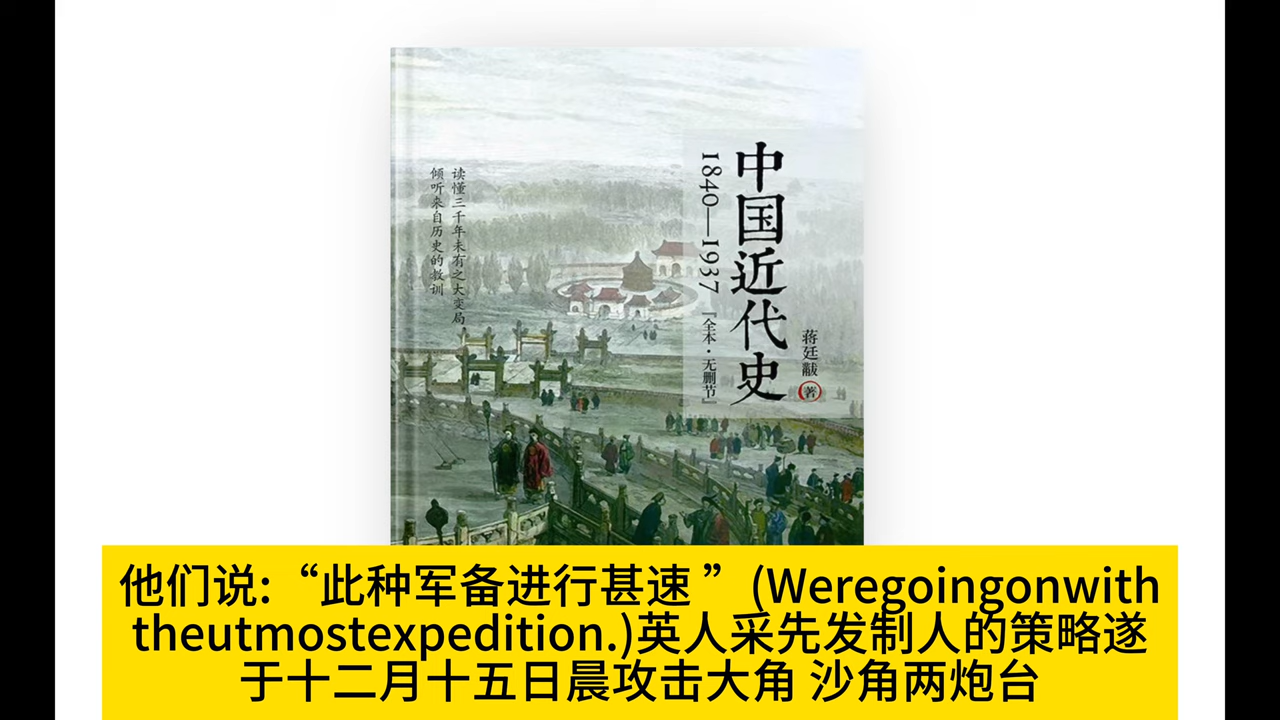 中国近代史
1840—1937
『全本·无删节』
蒋廷黻 著
读懂三千年未有之大变局，
倾听来自历史的教训
他们说:“此种军备进行甚速 ”(Weregoingonwith
theutmostexpedition.)英人采先发制人的策略遂
于十二月十五日晨攻击大角 沙角两炮台